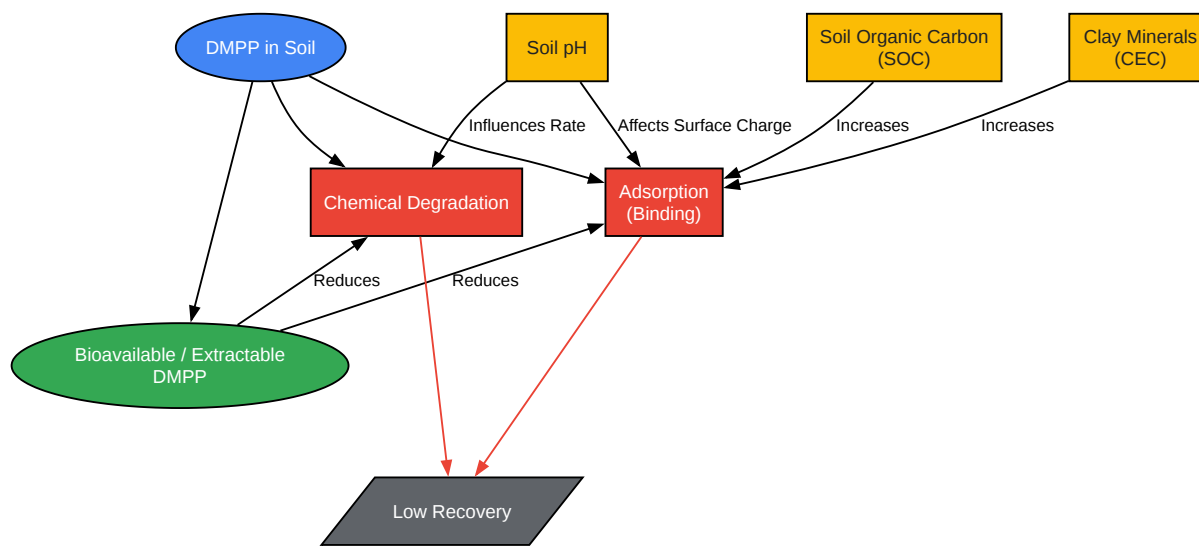 DMPP in Soil
Soil pH
Soil Organic Carbon
(SOC)
Clay Minerals
(CEC)
Influences Rate
Affects Surface Charge
Increases
Increases
Chemical Degradation
Adsorption
(Binding)
Reduces
Reduces
Bioavailable / Extractable
DMPP
Low Recovery